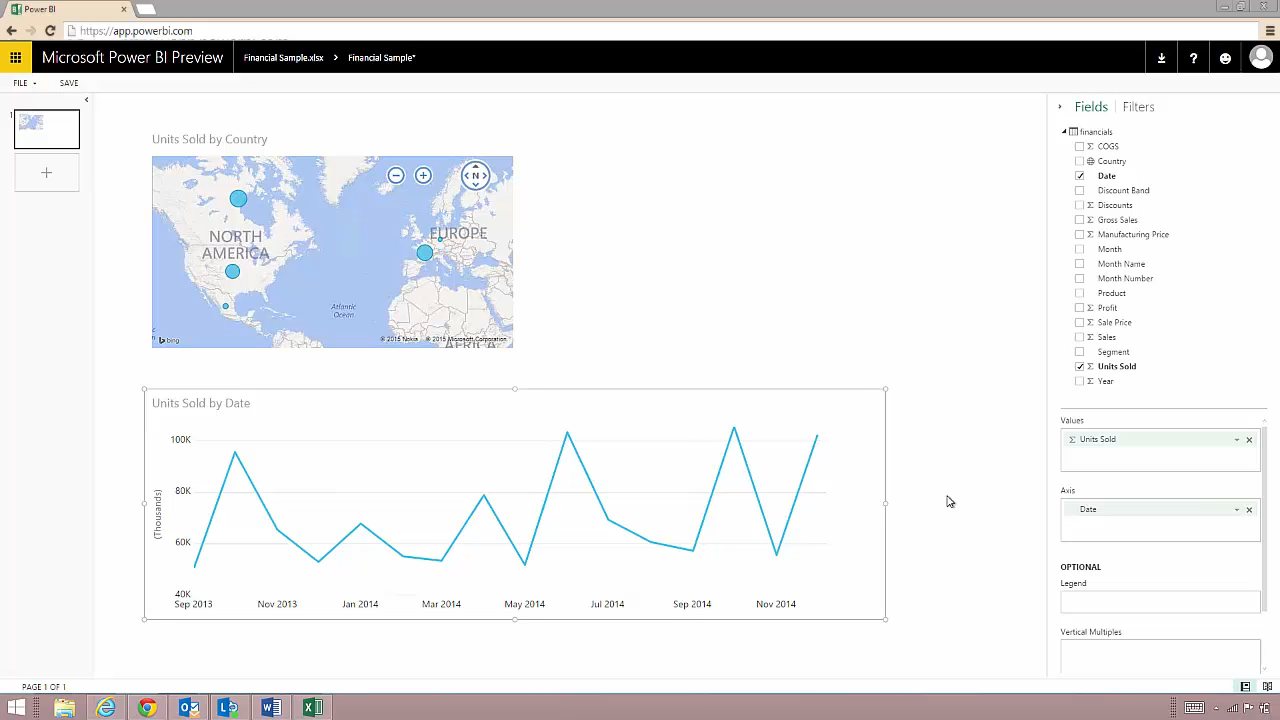 Power BI
https://app.powerbi.com
Microsoft Power BI Preview
Financial Sample.xlsx
Financial Sample*
?
FILE
SAVE
1
Units Sold by Country
N
NORTH
AMERICA
EUROPE
Atlantic
Ocean
AFRICA
bing
© 2015 Nokia
© 2015 Microsoft Corporation
Units Sold by Date
(Thousands)
100K
80K
60K
40K
Sep 2013
Nov 2013
Jan 2014
Mar 2014
May 2014
Jul 2014
Sep 2014
Nov 2014
Fields | Filters
financials
Σ COGS
Country
Date
Discount Band
Σ Discounts
Σ Gross Sales
Σ Manufacturing Price
Month
Month Name
Month Number
Product
Σ Profit
Σ Sale Price
Σ Sales
Segment
Σ Units Sold
Σ Year
Values
Σ Units Sold
Axis
Date
OPTIONAL
Legend
Vertical Multiples
PAGE 1 OF 1